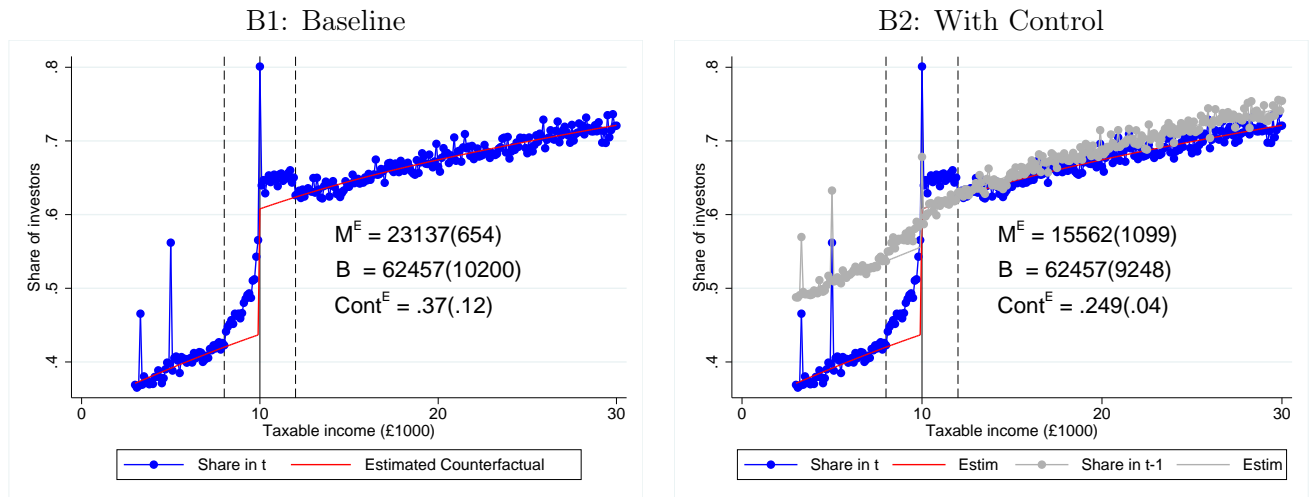 B1: Baseline
Share of investors
.8
.7
.6
.5
.4
M^E = 23137(654)
B = 62457(10200)
Cont^E = .37(.12)
0 10 20 30
Taxable income (£1000)
Share in t Estimated Counterfactual
B2: With Control
Share of investors
.8
.7
.6
.5
.4
M^E = 15562(1099)
B = 62457(9248)
Cont^E = .249(.04)
0 10 20 30
Taxable income (£1000)
Share in t Estim Share in t-1 Estim